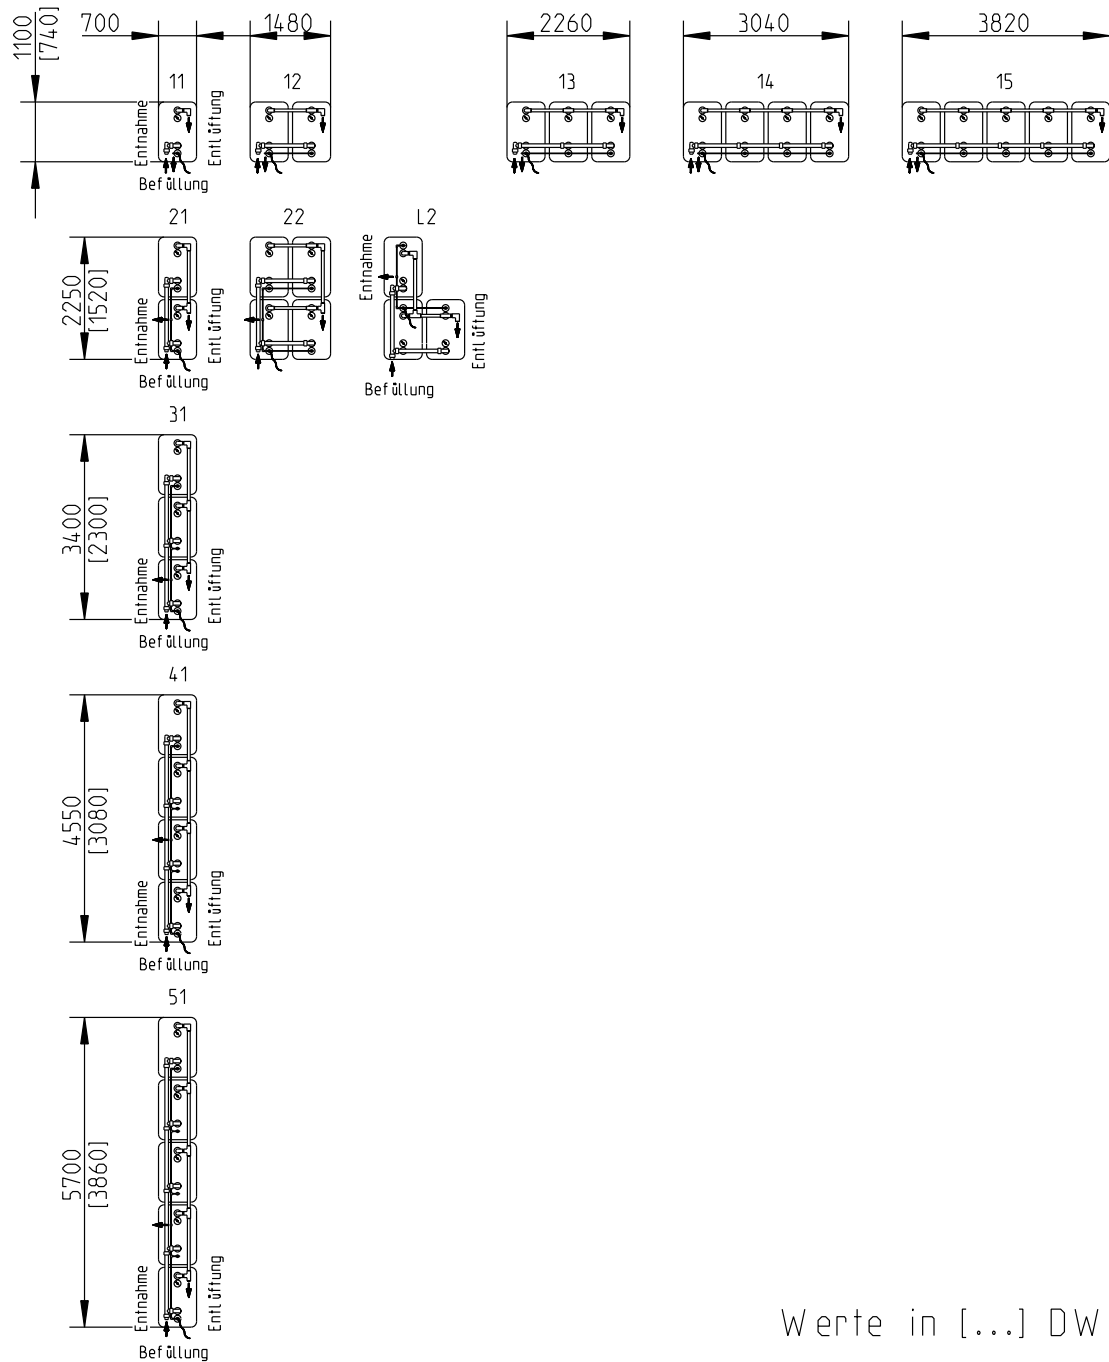 1100
[740]
700
1480
2260
3040
3820
11
12
13
14
15
Entnahme
Entlüftung
Befüllung
21
22
L2
2250
[1520]
Entnahme
Entlüftung
Befüllung
Entnahme
Entlüftung
Befüllung
31
3400
[2300]
Entnahme
Entlüftung
Befüllung
41
4550
[3080]
Entnahme
Entlüftung
Befüllung
51
5700
[3860]
Entnahme
Entlüftung
Befüllung
Werte in [...] DW